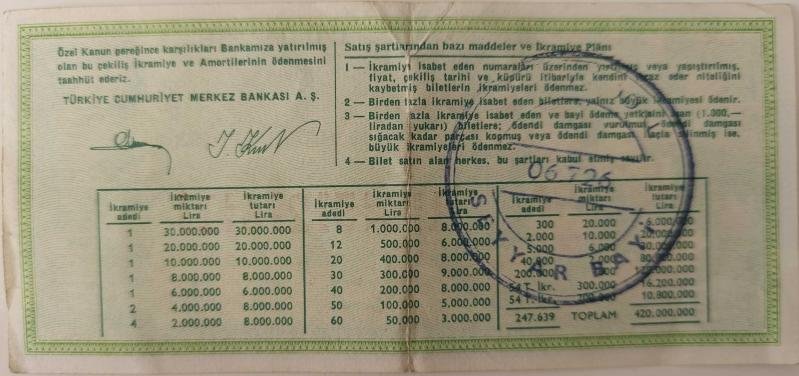 Özel Kanun gereğince karşılıkları Bankamıza yatırılmış
olan bu çekiliş İkramiye ve Amortilerinin ödenmesini
taahhüt ederiz.
TÜRKİYE CUMHURİYET MERKEZ BANKASI A. Ş.
Satış şartlarından bazı maddeler ve İkramiye Plânı
1 — İkramiye isabet eden numaraları üzerinden yırtılmış veya yapıştırılmış,
fiyat, çekiliş tarihi ve küpürü itibariyle kendini ibraz eder niteliğini
kaybetmiş biletlerin ikramiyeleri ödenmez.
2 — Birden fazla ikramiye isabet eden biletlere, yalnız büyük ikramiyesi ödenir.
3 — Birden fazla ikramiye isabet eden ve bayi ödeme yetkisini aşan (1.000.—
liradan yukarı) biletlere; ödendi damgası vurulmuş, ödendi damgası
sığacak kadar parçası kopmuş veya ödendi damgası ilaçla silinmiş ise,
büyük ikramiyeleri ödenmez.
4 — Bilet satın alan herkes, bu şartları kabul etmiş sayılır.
SEYYAR BAYİ
İkramiye adedi İkramiye miktarı Lira İkramiye tutarı Lira
1 30.000.000 30.000.000
1 20.000.000 20.000.000
1 10.000.000 10.000.000
1 8.000.000 8.000.000
1 6.000.000 6.000.000
2 4.000.000 8.000.000
4 2.000.000 8.000.000
İkramiye adedi İkramiye miktarı Lira İkramiye tutarı Lira
8 1.000.000 8.000.000
12 500.000 6.000.000
20 400.000 8.000.000
30 300.000 9.000.000
40 200.000 8.000.000
50 100.000 5.000.000
60 50.000 3.000.000
İkramiye adedi İkramiye miktarı Lira İkramiye tutarı Lira
300 20.000 6.000.000
2.000 10.000 20.000.000
5.000 6.000
40.000 2.000 80.000.000
54 T. İkr. 300.000 16.200.000
54 T. İkr. 200.000 10.800.000
247.639 TOPLAM 420.000.000